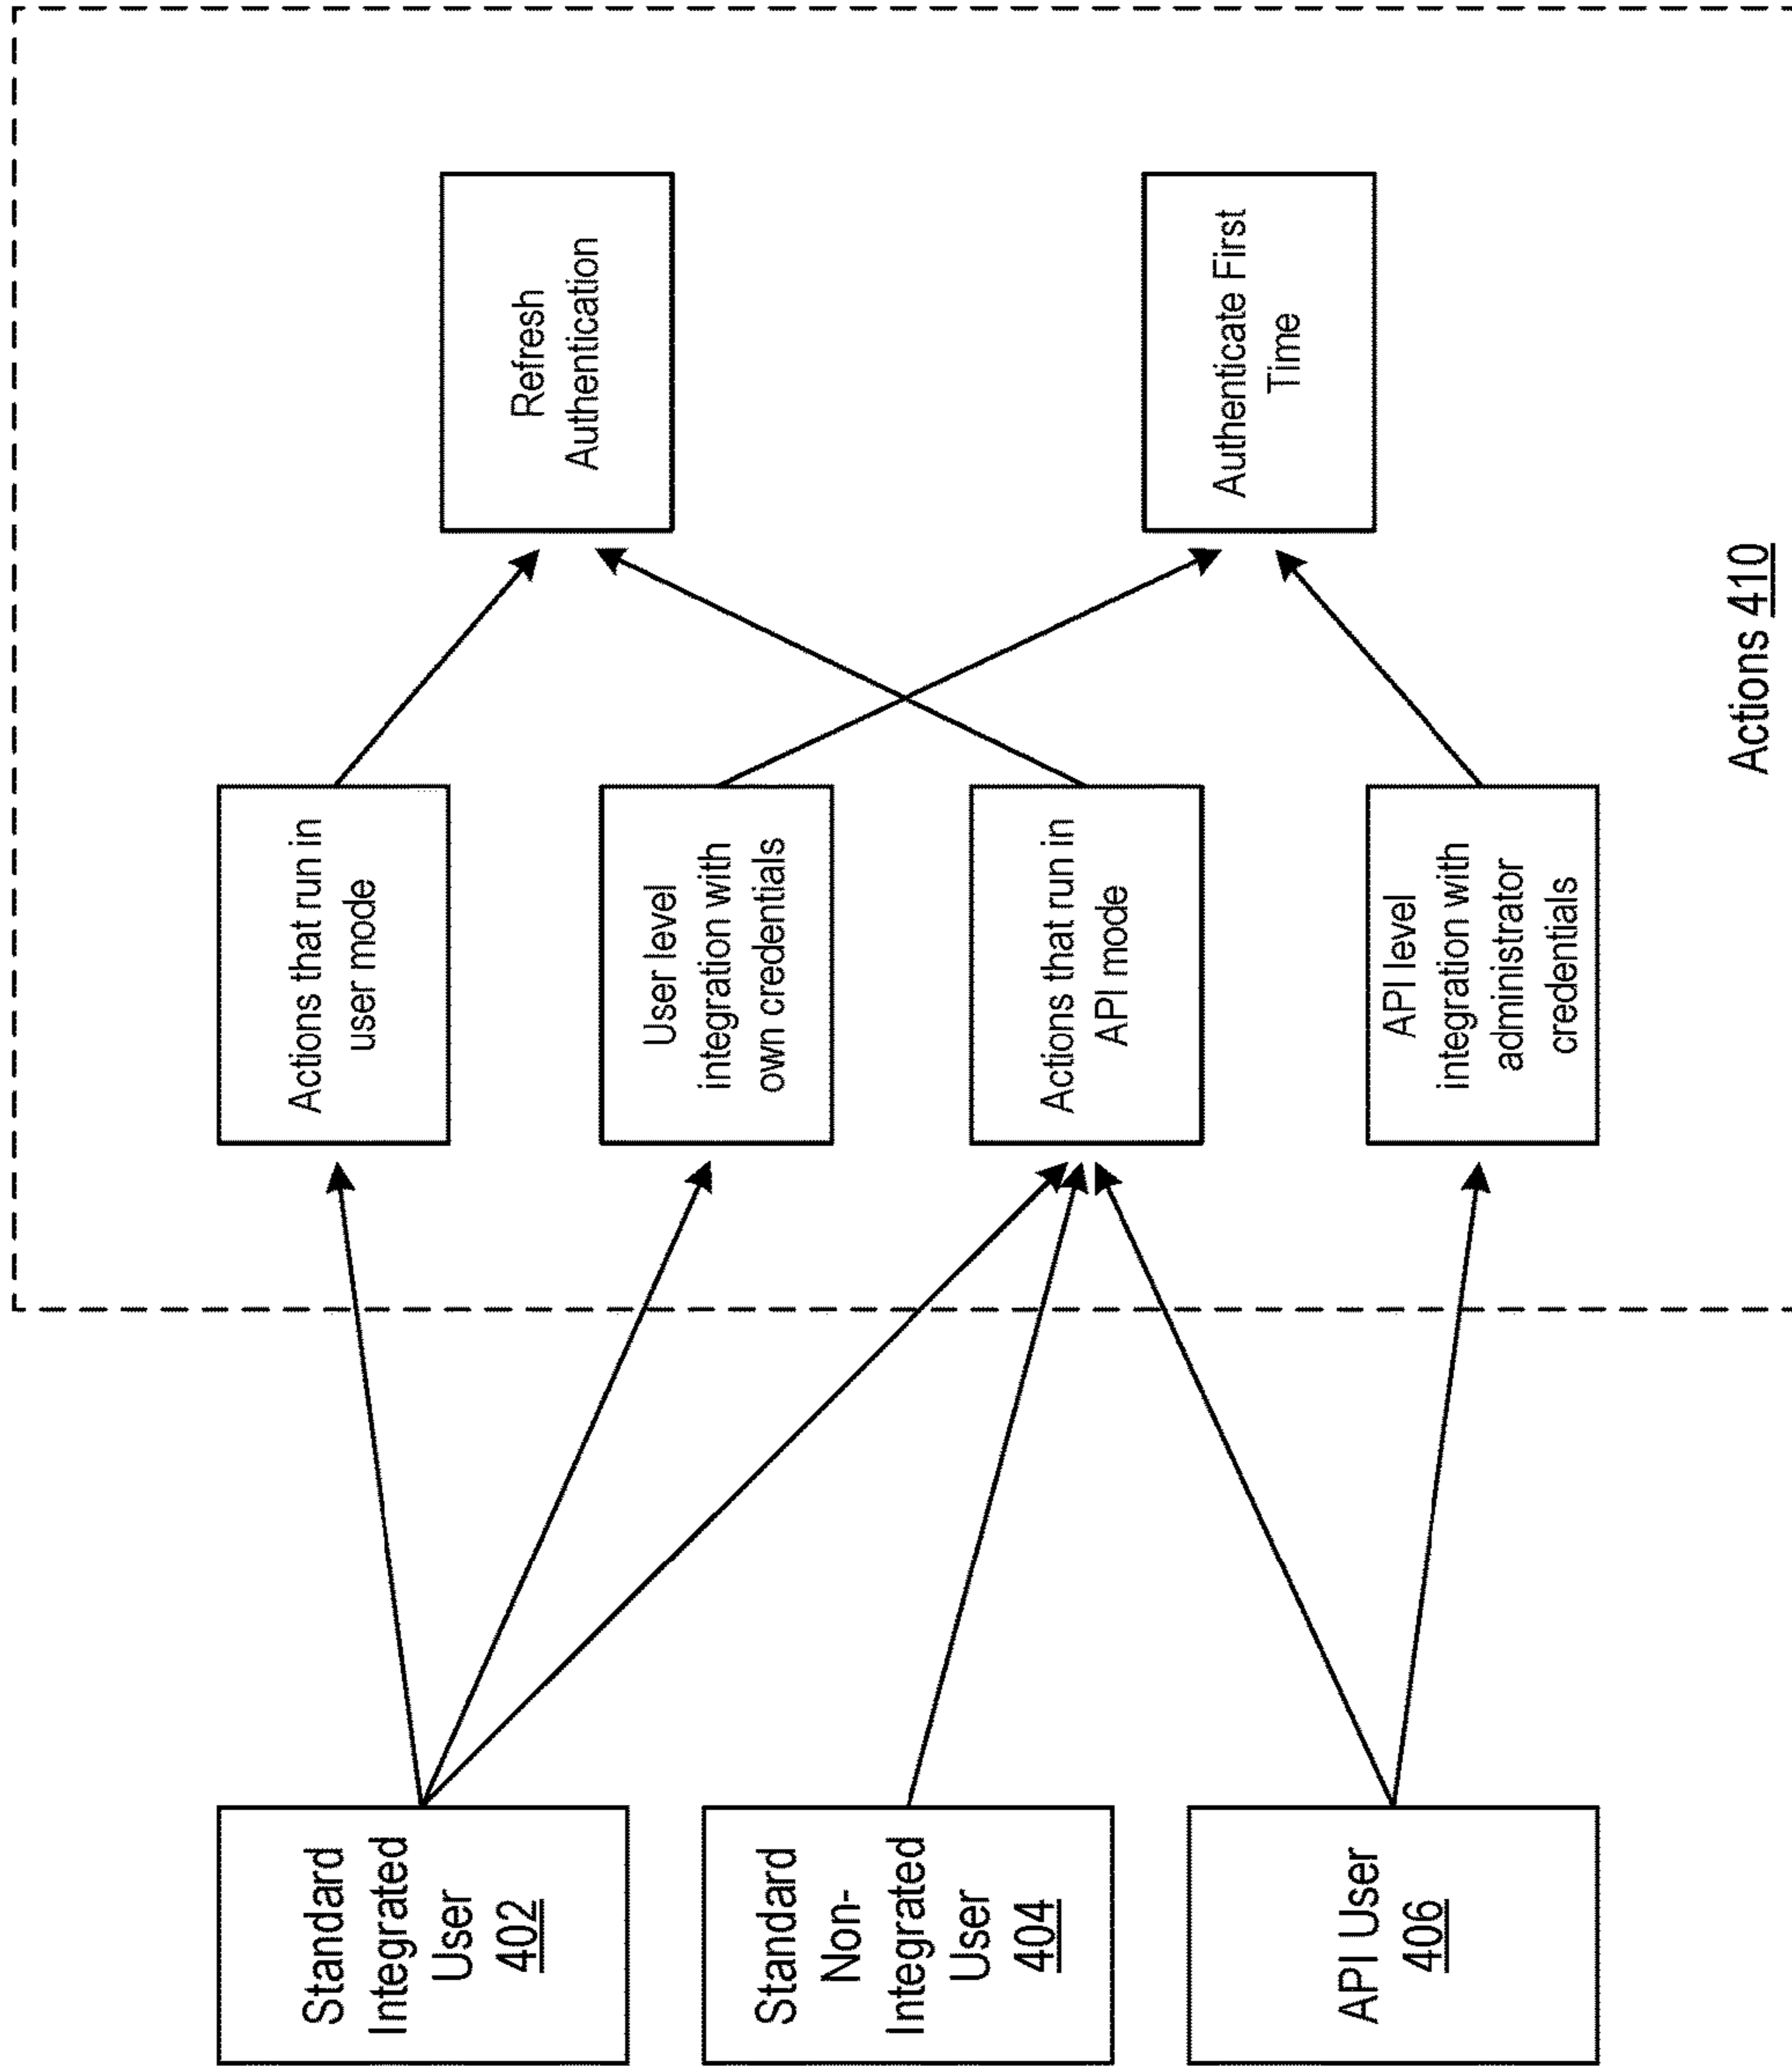 Standard
Integrated
User
402
Standard
Non-
Integrated
User
404
API User
406
Actions that run in
user mode
User level
integration with
own credentials
Actions that run in
API mode
API level
integration with
administrator
credentials
Refresh
Authentication
Authenticate First
Time
Actions 410